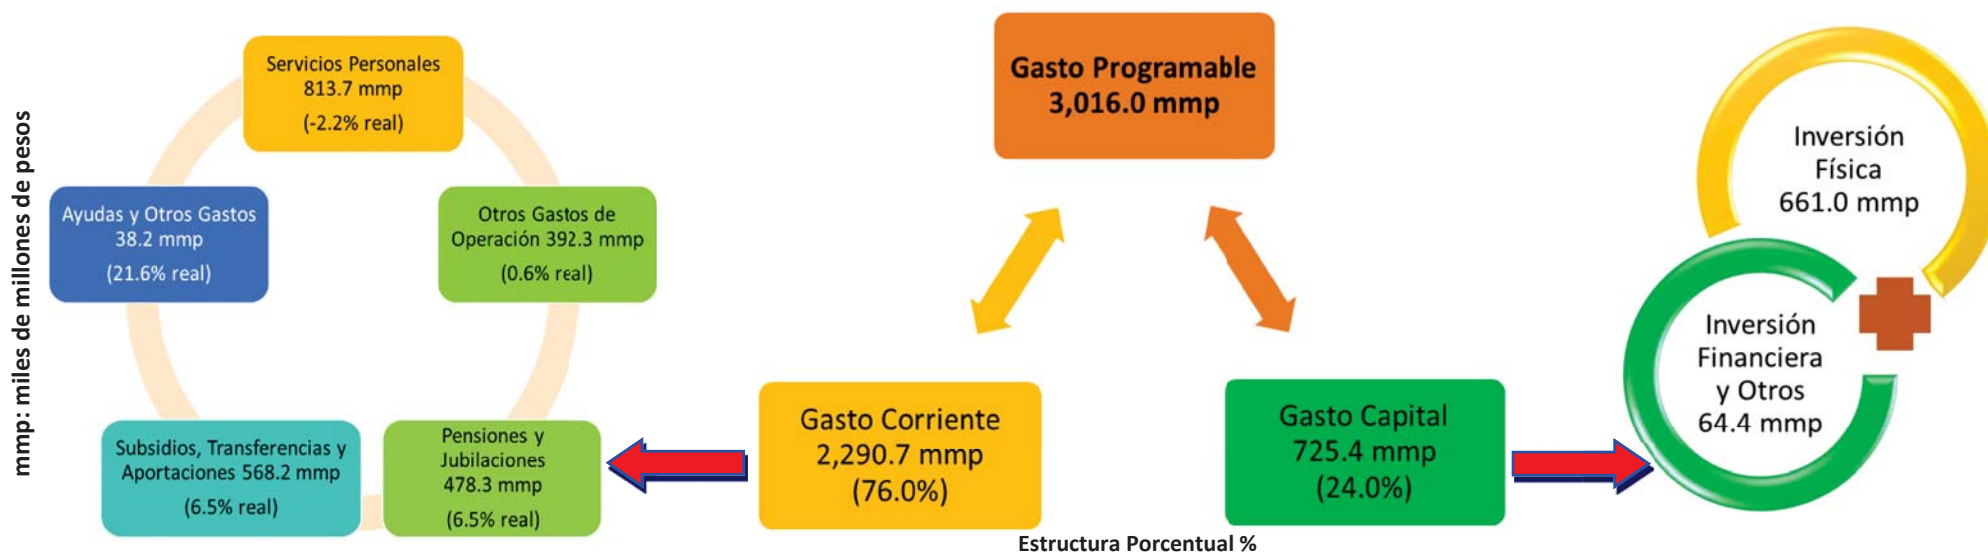 mmp: miles de millones de pesos
Servicios Personales
813.7 mmp
(-2.2% real)
Ayudas y Otros Gastos
38.2 mmp
(21.6% real)
Otros Gastos de
Operación 392.3 mmp
(0.6% real)
Subsidios, Transferencias y
Aportaciones 568.2 mmp
(6.5% real)
Pensiones y
Jubilaciones
478.3 mmp
(6.5% real)
Gasto Programable
3,016.0 mmp
Gasto Corriente
2,290.7 mmp
(76.0%)
Gasto Capital
725.4 mmp
(24.0%)
Estructura Porcentual %
Inversión
Física
661.0 mmp
Inversión
Financiera
y Otros
64.4 mmp